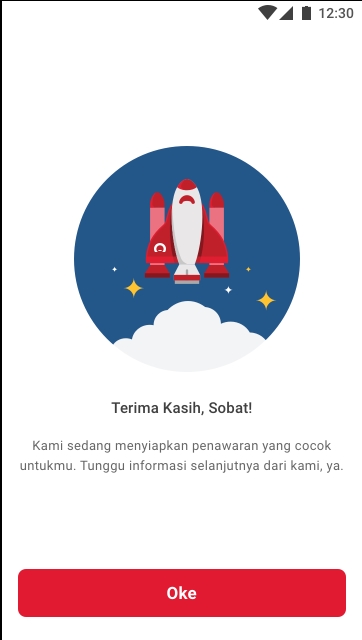 12:30
Terima Kasih, Sobat!
Kami sedang menyiapkan penawaran yang cocok
untukmu. Tunggu informasi selanjutnya dari kami, ya.
Oke